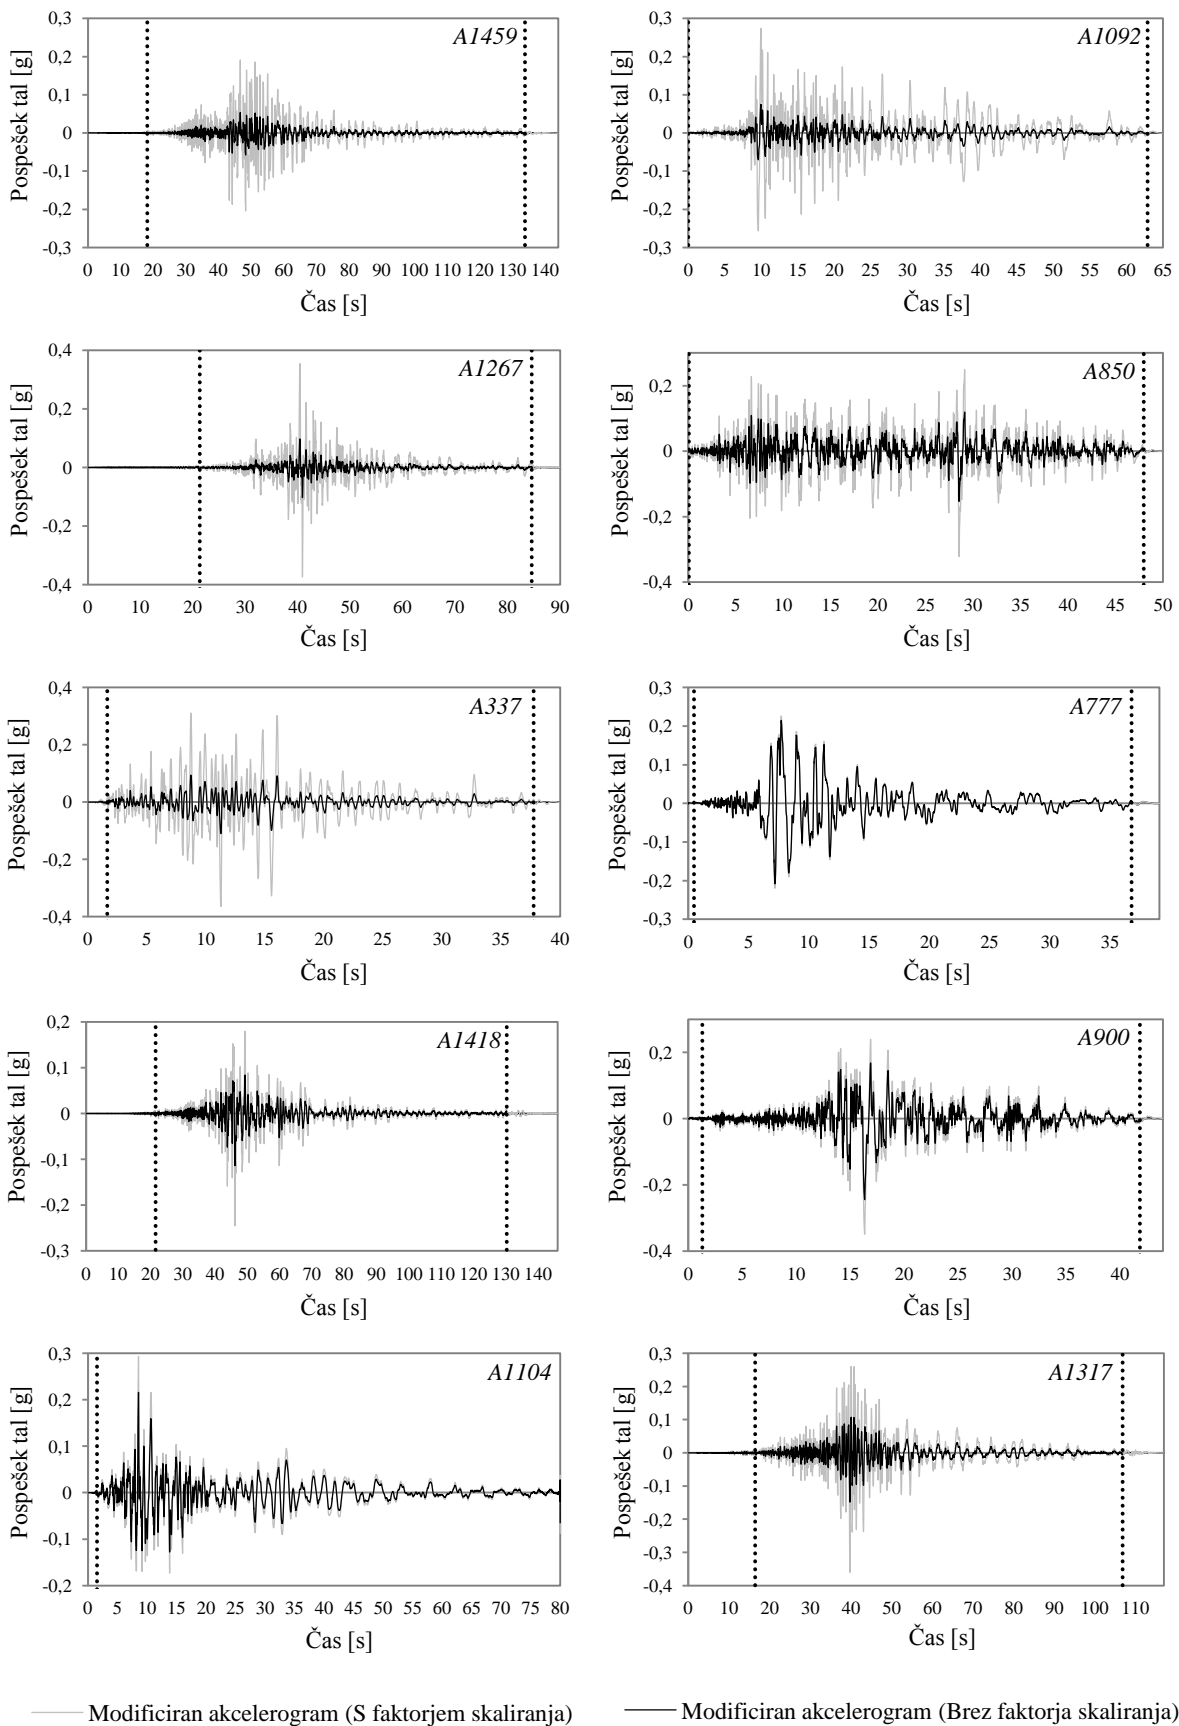 A1459
Pospešek tal [g]
0,3
0,2
0,1
0
-0,1
-0,2
-0,3
0 10 20 30 40 50 60 70 80 90 100 110 120 130 140
Čas [s]
A1092
Pospešek tal [g]
0,3
0,2
0,1
0
-0,1
-0,2
-0,3
0 5 10 15 20 25 30 35 40 45 50 55 60 65
Čas [s]
A1267
Pospešek tal [g]
0,4
0,2
0
-0,2
-0,4
0 10 20 30 40 50 60 70 80 90
Čas [s]
A850
Pospešek tal [g]
0,2
0
-0,2
-0,4
0 5 10 15 20 25 30 35 40 45 50
Čas [s]
A337
Pospešek tal [g]
0,4
0,2
0
-0,2
-0,4
0 5 10 15 20 25 30 35 40
Čas [s]
A777
Pospešek tal [g]
0,3
0,2
0,1
0
-0,1
-0,2
-0,3
0 5 10 15 20 25 30 35
Čas [s]
A1418
Pospešek tal [g]
0,2
0,1
0
-0,1
-0,2
-0,3
0 10 20 30 40 50 60 70 80 90 100 110 120 130 140
Čas [s]
A900
Pospešek tal [g]
0,2
0
-0,2
-0,4
0 5 10 15 20 25 30 35 40
Čas [s]
A1104
Pospešek tal [g]
0,3
0,2
0,1
0
-0,1
-0,2
0 5 10 15 20 25 30 35 40 45 50 55 60 65 70 75 80
Čas [s]
A1317
Pospešek tal [g]
0,3
0,2
0,1
0
-0,1
-0,2
-0,3
-0,4
0 10 20 30 40 50 60 70 80 90 100 110
Čas [s]
Modificiran akcelerogram (S faktorjem skaliranja)
Modificiran akcelerogram (Brez faktorja skaliranja)